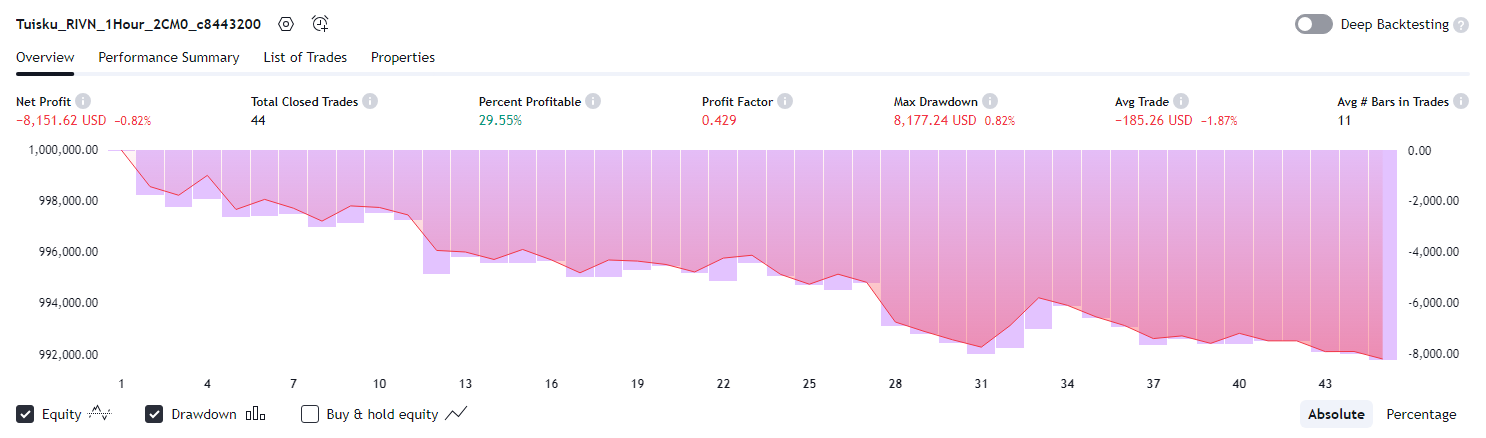 Tuisku_RIVN_1Hour_2CM0_c8443200 Deep Backtesting ?
Overview Performance Summary List of Trades Properties
Net Profit Total Closed Trades Percent Profitable Profit Factor Max Drawdown Avg Trade Avg # Bars in Trades
−8,151.62 USD −0.82% 44 29.55% 0.429 8,177.24 USD 0.82% −185.26 USD −1.87% 11
1,000,000.00 0.00
998,000.00 -2,000.00
996,000.00 -4,000.00
994,000.00 -6,000.00
992,000.00 -8,000.00
1 4 7 10 13 16 19 22 25 28 31 34 37 40 43
Equity Drawdown Buy & hold equity Absolute Percentage